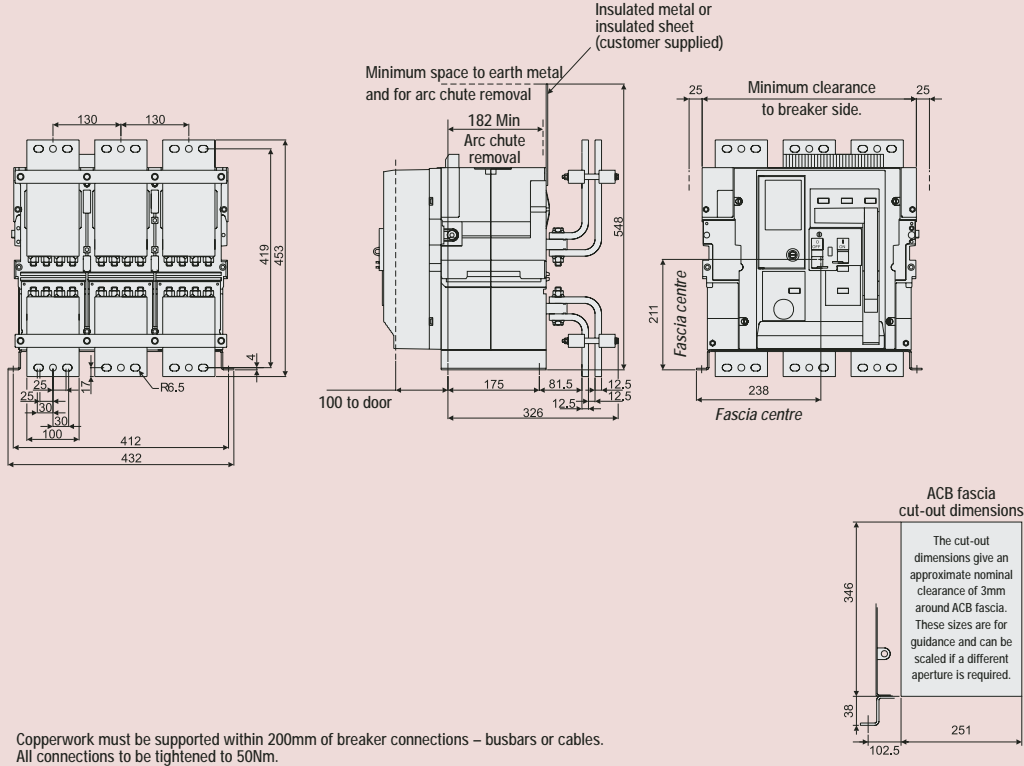 Insulated metal or
insulated sheet
(customer supplied)
Minimum space to earth metal
and for arc chute removal
182 Min
Arc chute
removal
25
Minimum clearance
to breaker side.
25
130
130
419
453
548
211
Fascia centre
4
25
17
R6.5
25
30
30
100
412
432
100 to door
175
81.5
12.5
12.5
12.5
326
238
Fascia centre
ACB fascia
cut-out dimensions
The cut-out
dimensions give an
approximate nominal
clearance of 3mm
around ACB fascia.
These sizes are for
guidance and can be
scaled if a different
aperture is required.
346
38
102.5
251
Copperwork must be supported within 200mm of breaker connections – busbars or cables.
All connections to be tightened to 50Nm.